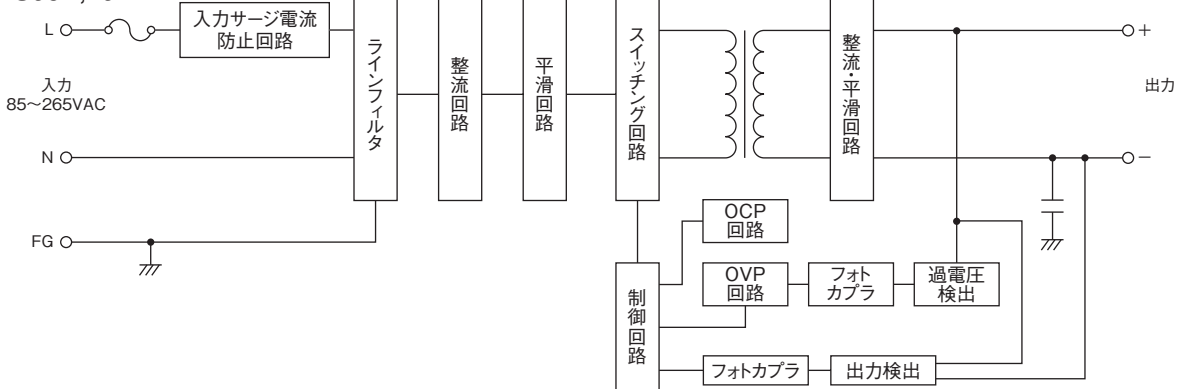 L
入力サージ電流
防止回路
ラインフィルタ
整流回路
平滑回路
スイッチング回路
整流・平滑回路
+
入力
85～265VAC
出力
N
−
FG
OCP
回路
制御回路
OVP
回路
フォト
カプラ
過電圧
検出
フォトカプラ
出力検出